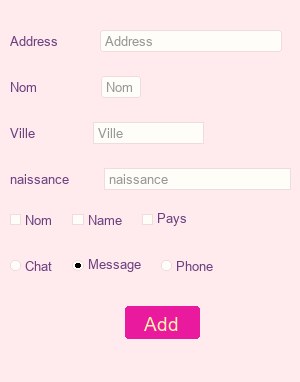 Address Address
Nom Nom
Ville Ville
naissance naissance
Nom Name Pays
Chat Message Phone
Add